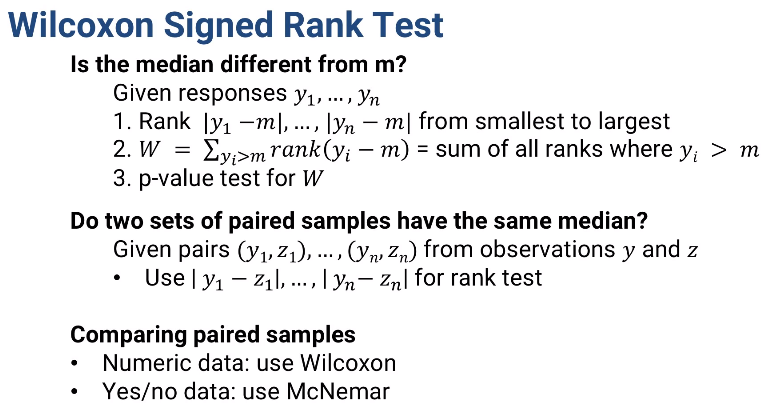 Wilcoxon Signed Rank Test
Is the median different from m?
Given responses y₁, ..., yₙ
1. Rank |y₁ −m|, ..., |yₙ − m| from smallest to largest
2. W = ∑yᵢ>m rank(yᵢ − m) = sum of all ranks where yᵢ > m
3. p-value test for W
Do two sets of paired samples have the same median?
Given pairs (y₁, z₁), ..., (yₙ, zₙ) from observations y and z
• Use | y₁ − z₁|, ..., | yₙ− zₙ| for rank test
Comparing paired samples
• Numeric data: use Wilcoxon
• Yes/no data: use McNemar